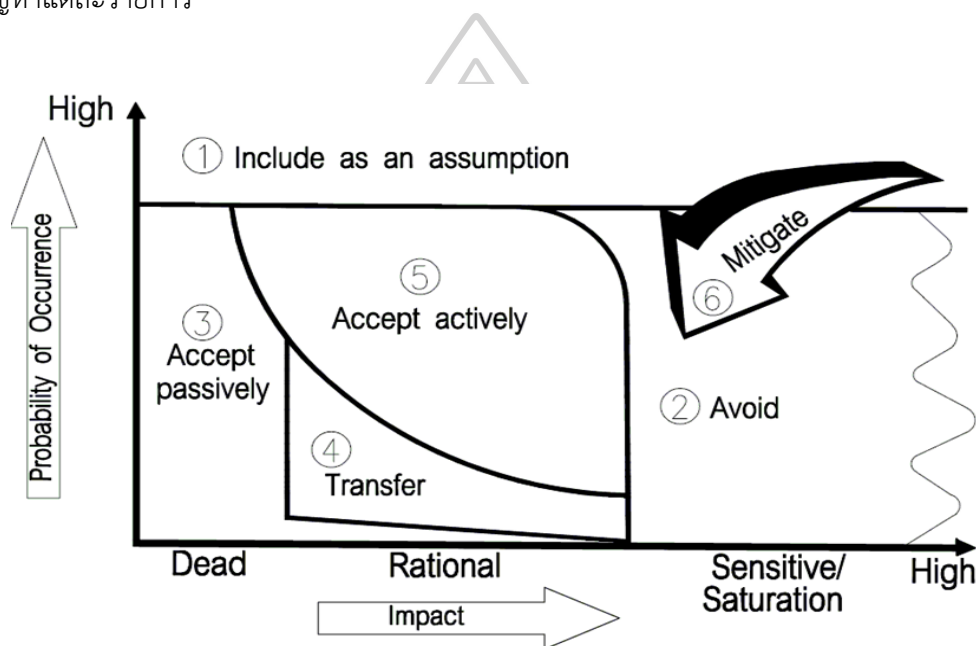 High
① Include as an assumption
Probability of Occurrence
⑤
Accept actively
Mitigate
⑥
③
Accept
passively
② Avoid
④
Transfer
Dead
Rational
Sensitive/
Saturation
High
Impact